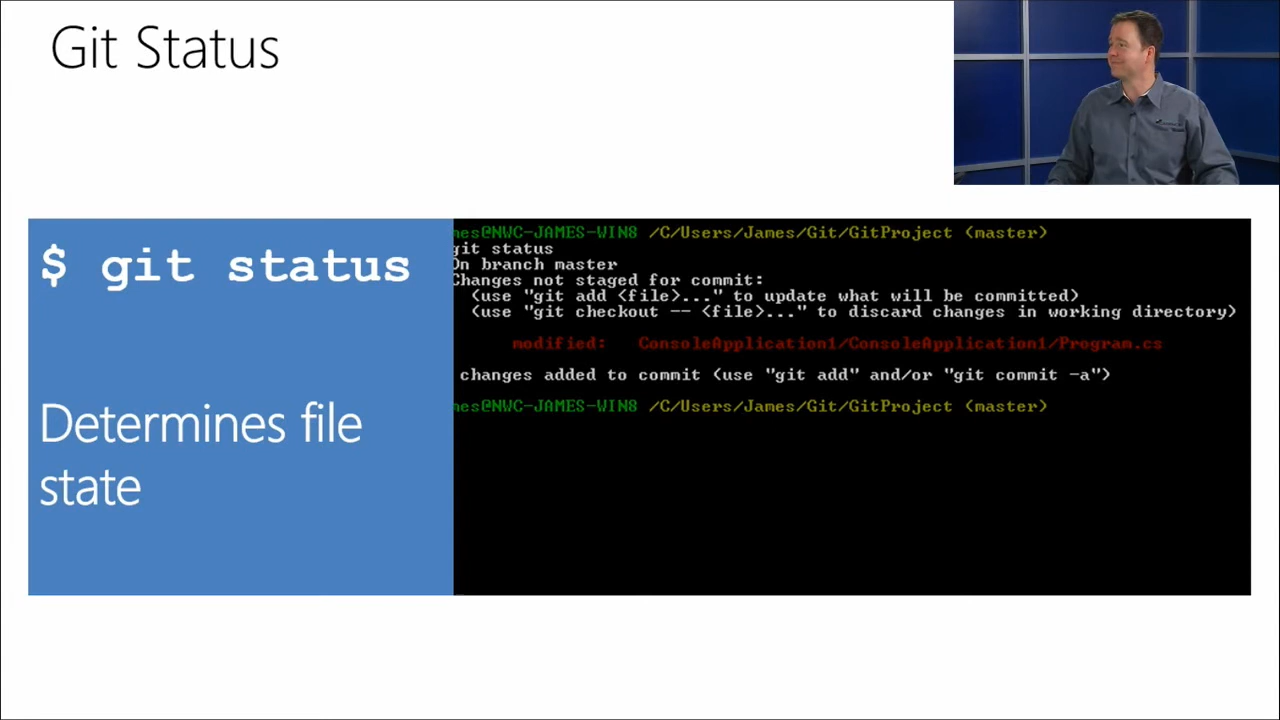 Git Status
$ git status
Determines file
state
mes@NWC-JAMES-WIN8 /C/Users/James/Git/GitProject (master)
git status
On branch master
Changes not staged for commit:
(use "git add <file>..." to update what will be committed)
(use "git checkout -- <file>..." to discard changes in working directory)
modified: ConsoleApplication1/ConsoleApplication1/Program.cs
changes added to commit (use "git add" and/or "git commit -a")
mes@NWC-JAMES-WIN8 /C/Users/James/Git/GitProject (master)